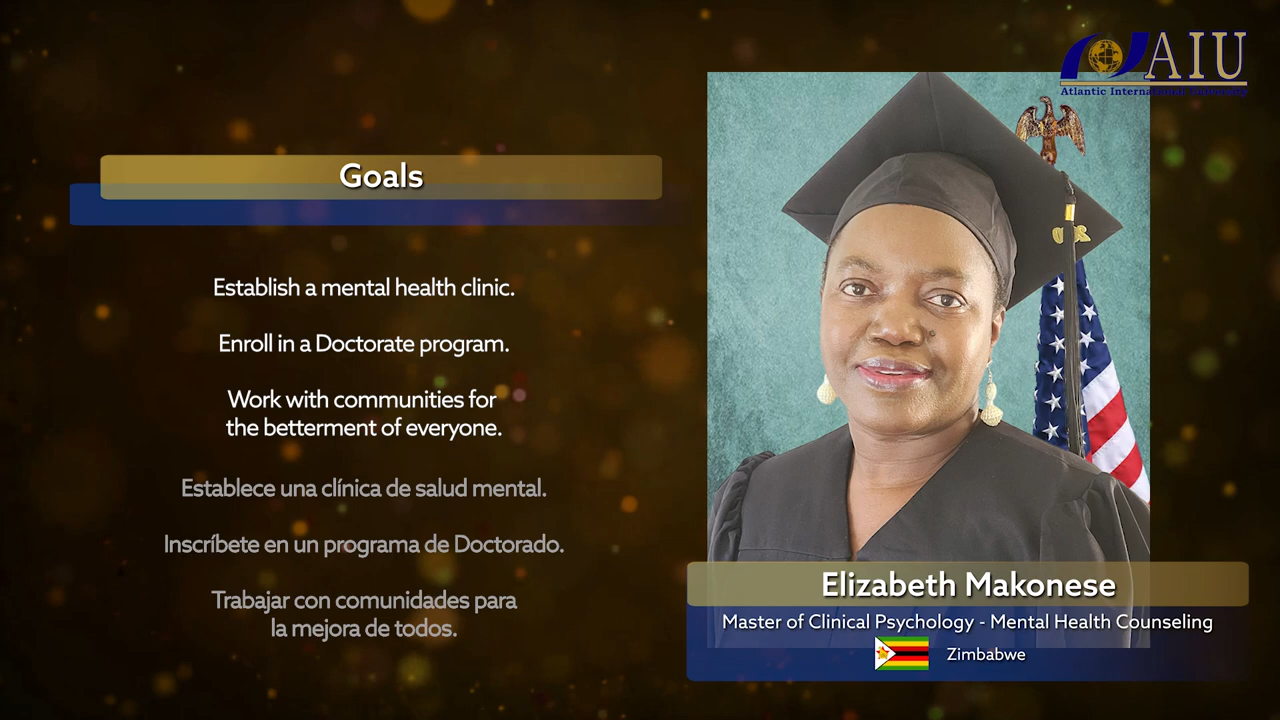 AIU
Atlantic International University
Goals
Establish a mental health clinic.
Enroll in a Doctorate program.
Work with communities for
the betterment of everyone.
Establece una clínica de salud mental.
Inscríbete en un programa de Doctorado.
Trabajar con comunidades para
la mejora de todos.
Elizabeth Makonese
Master of Clinical Psychology - Mental Health Counseling
Zimbabwe